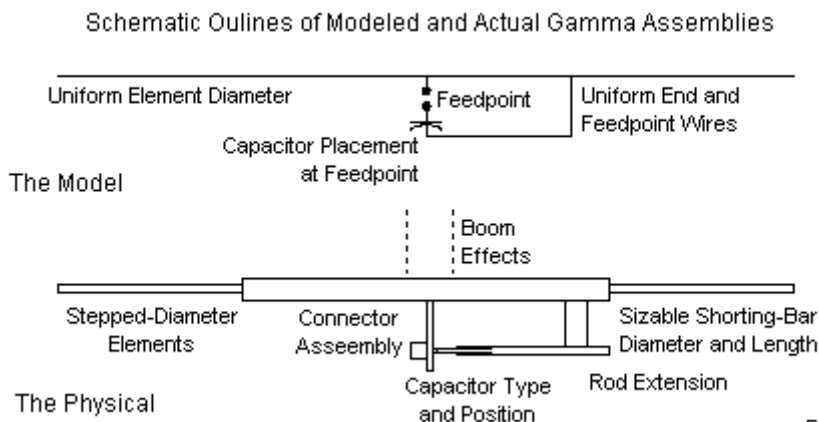 Schematic Oulines of Modeled and Actual Gamma Assemblies
Uniform Element Diameter
Feedpoint
Uniform End and
Feedpoint Wires
Capacitor Placement
at Feedpoint
The Model
Boom
Effects
Stepped-Diameter
Elements
Connector
Asseembly
Sizable Shorting-Bar
Diameter and Length
Capacitor Type
and Position
Rod Extension
The Physical